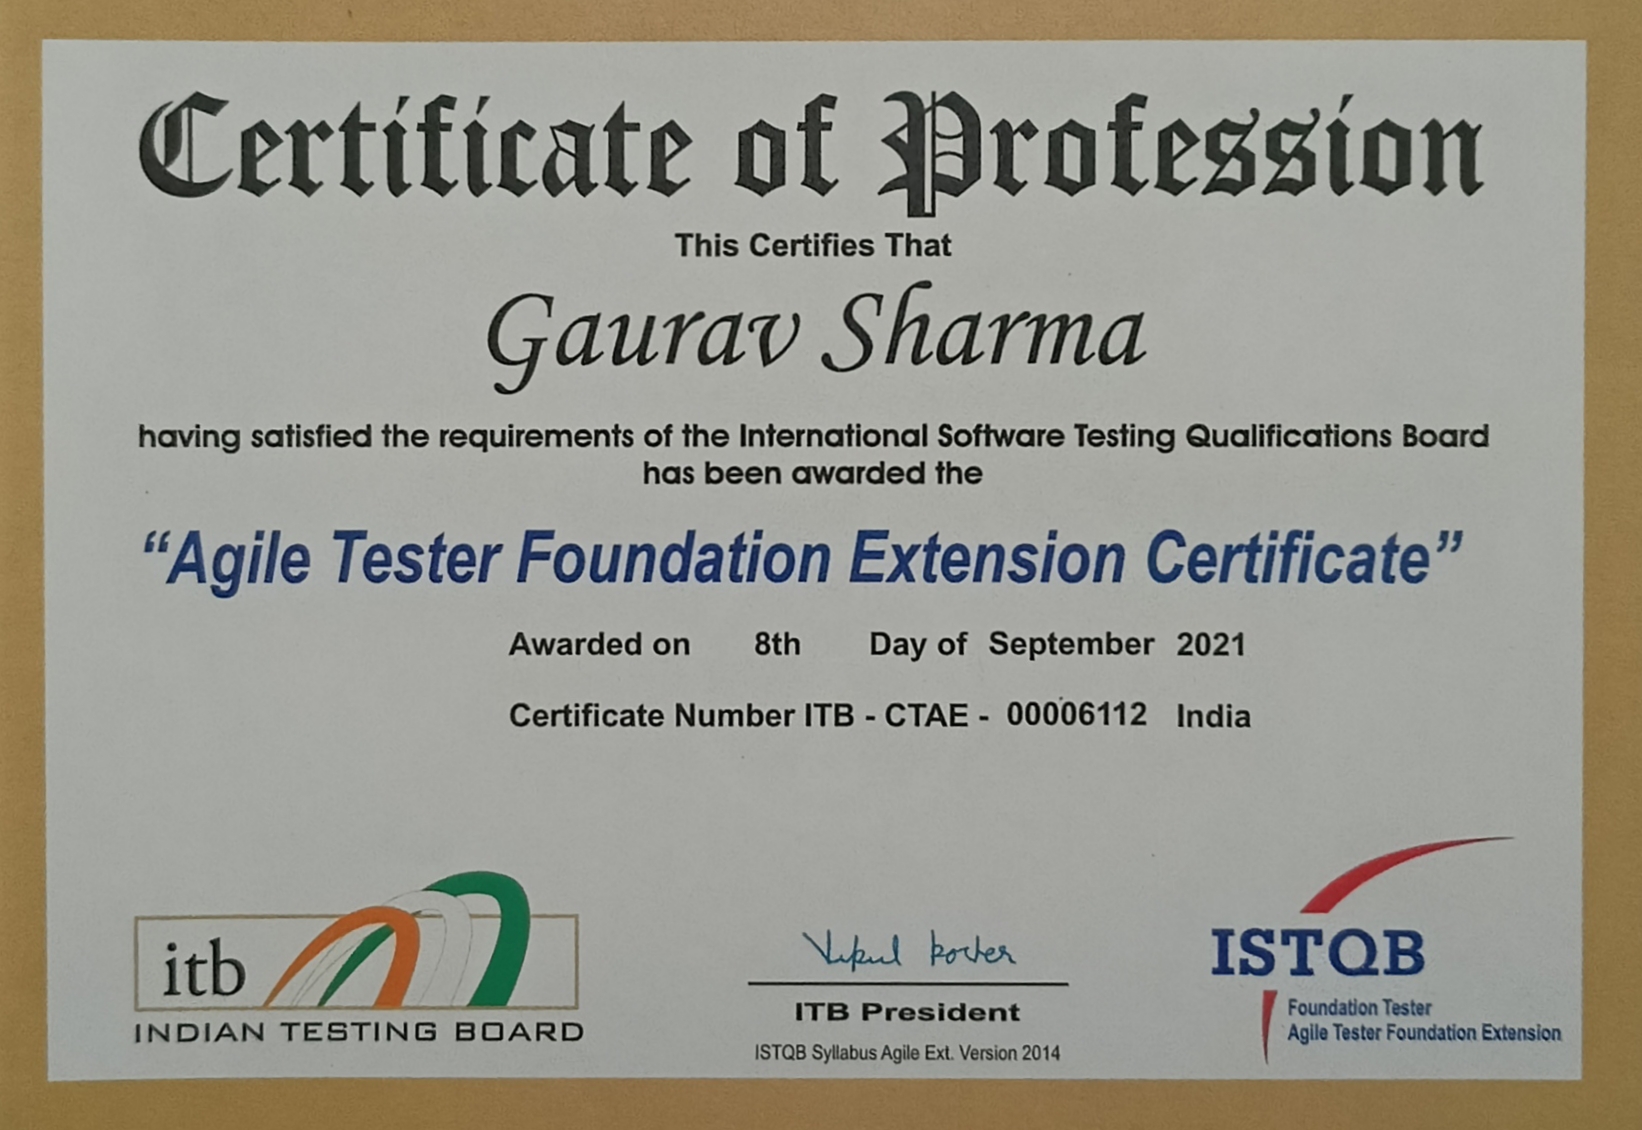 Certificate of Profession
This Certifies That
Gaurav Sharma
having satisfied the requirements of the International Software Testing Qualifications Board
has been awarded the
“Agile Tester Foundation Extension Certificate”
Awarded on 8th Day of September 2021
Certificate Number ITB - CTAE - 00006112 India
itb
INDIAN TESTING BOARD
ITB President
ISTQB Syllabus Agile Ext. Version 2014
ISTQB
Foundation Tester
Agile Tester Foundation Extension